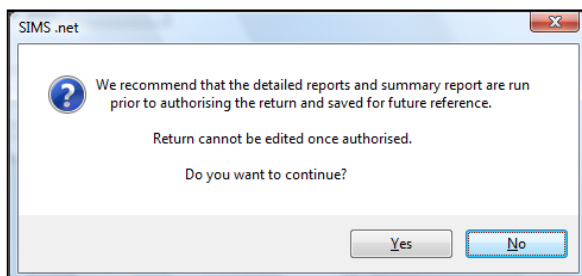 SIMS .net
We recommend that the detailed reports and summary report are run
prior to authorising the return and saved for future reference.
Return cannot be edited once authorised.
Do you want to continue?
Yes No